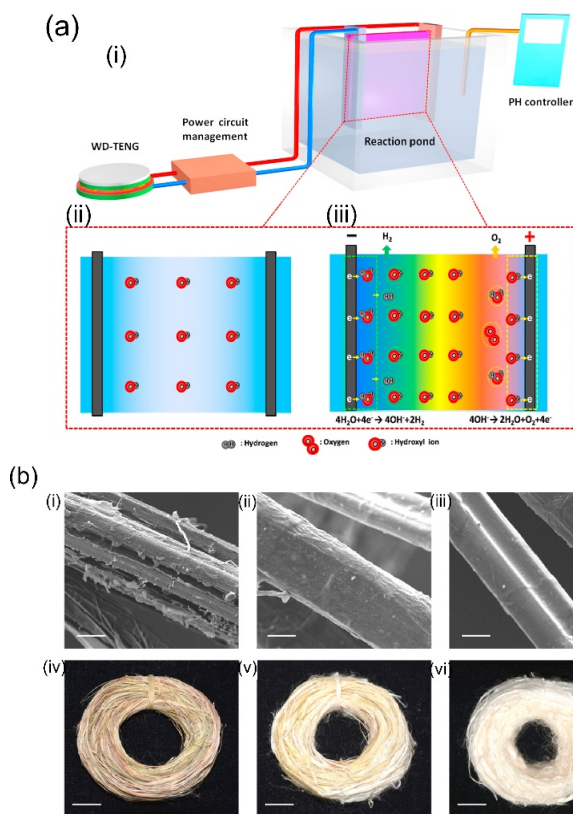 (a)
(i)
PH controller
Power circuit
management
WD-TENG
Reaction pond
(ii)
(iii)
−
H₂
O₂
+
e⁻
e⁻
e⁻
e⁻
e⁻
e⁻
e⁻
e⁻
4H₂O+4e⁻→ 4OH⁻+2H₂
4OH⁻→ 2H₂O+O₂+4e⁻
: Hydrogen
: Oxygen
: Hydroxyl ion
(b)
(i)
(ii)
(iii)
(iv)
(v)
(vi)